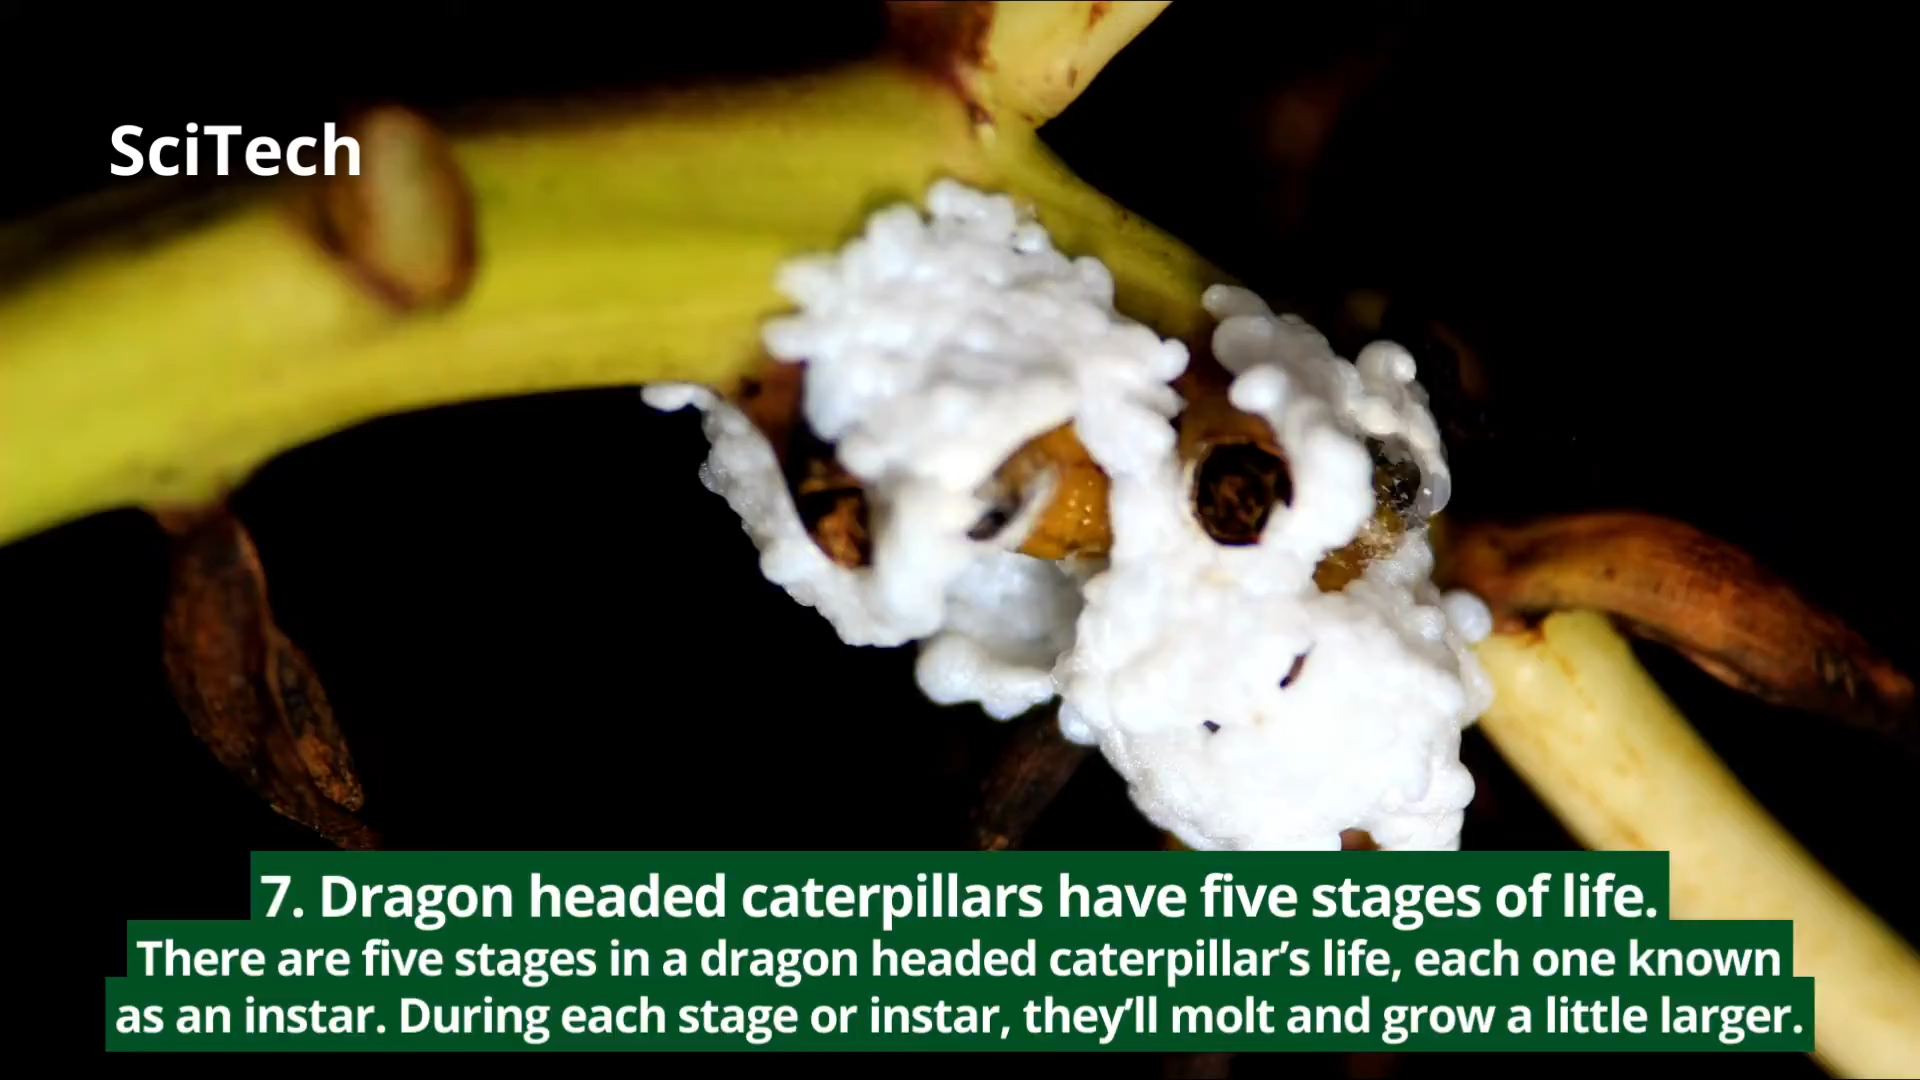 SciTech
7. Dragon headed caterpillars have five stages of life.
There are five stages in a dragon headed caterpillar’s life, each one known
as an instar. During each stage or instar, they’ll molt and grow a little larger.